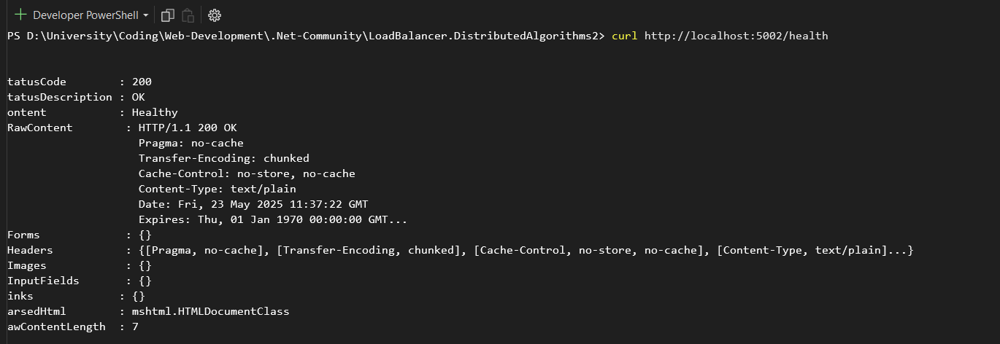 Developer PowerShell
PS D:\University\Coding\Web-Development\.Net-Community\LoadBalancer.DistributedAlgorithms2> curl http://localhost:5002/health
tatusCode : 200
tatusDescription : OK
ontent : Healthy
RawContent : HTTP/1.1 200 OK
Pragma: no-cache
Transfer-Encoding: chunked
Cache-Control: no-store, no-cache
Content-Type: text/plain
Date: Fri, 23 May 2025 11:37:22 GMT
Expires: Thu, 01 Jan 1970 00:00:00 GMT...
Forms : {}
Headers : {[Pragma, no-cache], [Transfer-Encoding, chunked], [Cache-Control, no-store, no-cache], [Content-Type, text/plain]...}
Images : {}
InputFields : {}
inks : {}
arsedHtml : mshtml.HTMLDocumentClass
awContentLength : 7